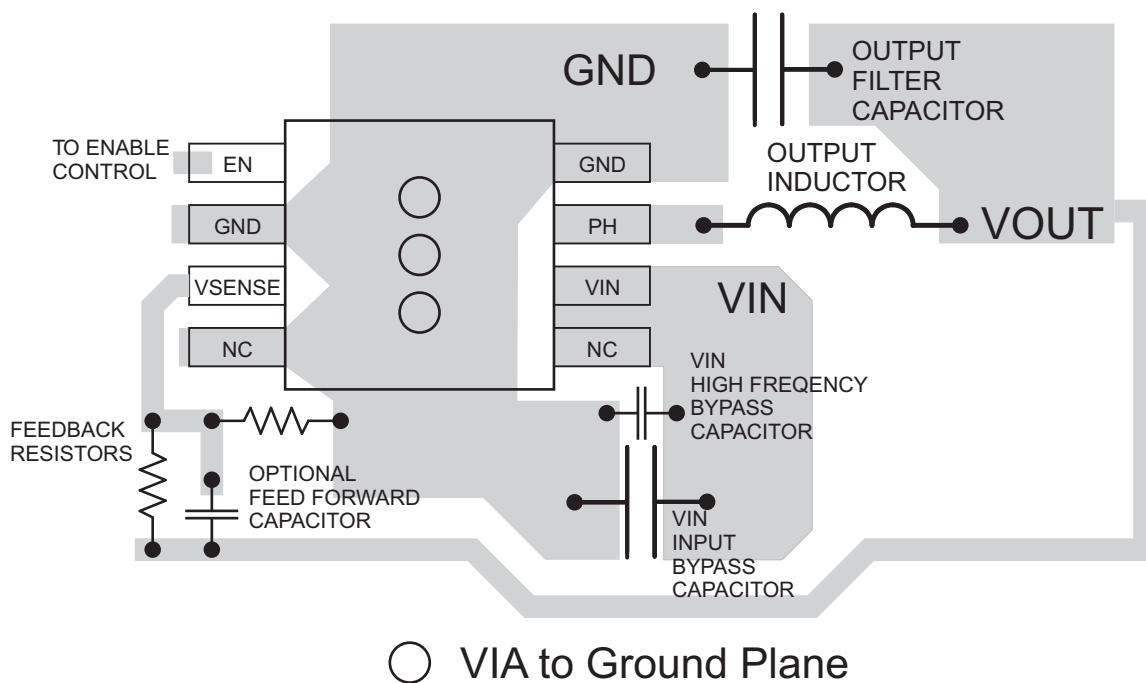 GND
OUTPUT
FILTER
CAPACITOR
TO ENABLE
CONTROL
EN
GND
OUTPUT
INDUCTOR
GND
PH
VOUT
VSENSE
VIN
VIN
NC
NC
VIN
HIGH FREQENCY
BYPASS
CAPACITOR
FEEDBACK
RESISTORS
OPTIONAL
FEED FORWARD
CAPACITOR
VIN
INPUT
BYPASS
CAPACITOR
VIA to Ground Plane